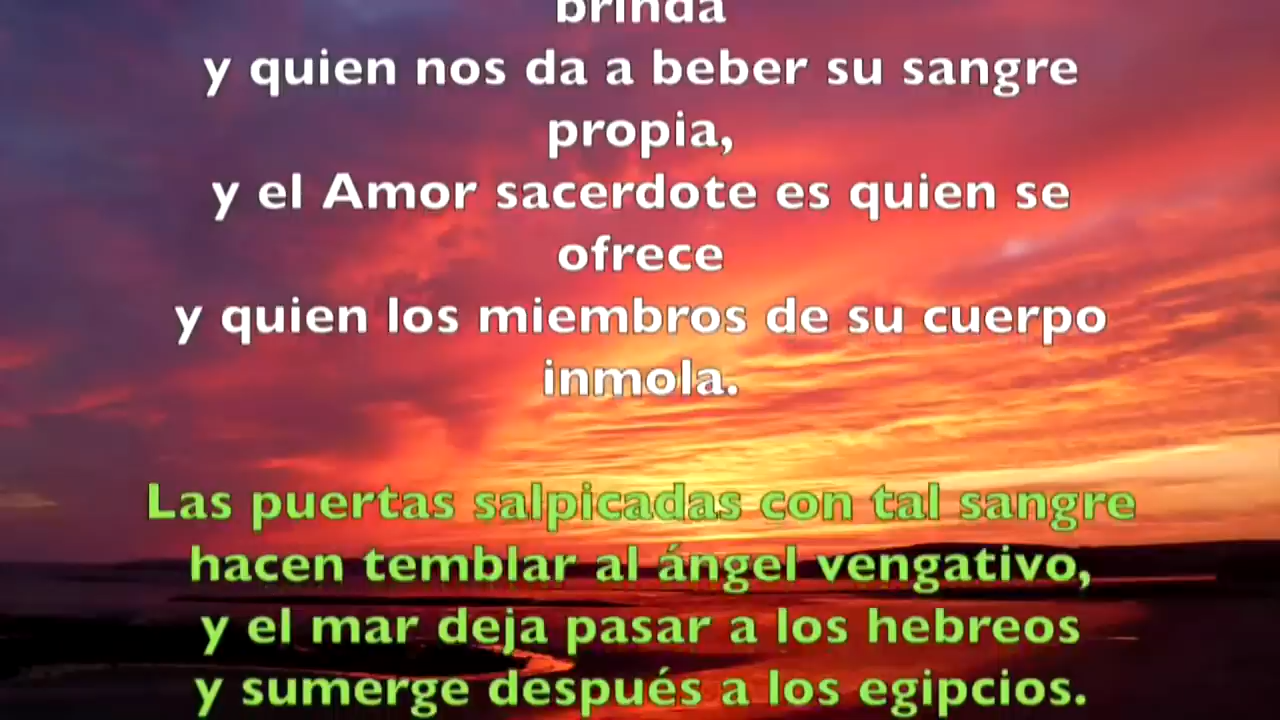 brinda
y quien nos da a beber su sangre
propia,
y el Amor sacerdote es quien se
ofrece
y quien los miembros de su cuerpo
inmola.
Las puertas salpicadas con tal sangre
hacen temblar al ángel vengativo,
y el mar deja pasar a los hebreos
y sumerge después a los egipcios.